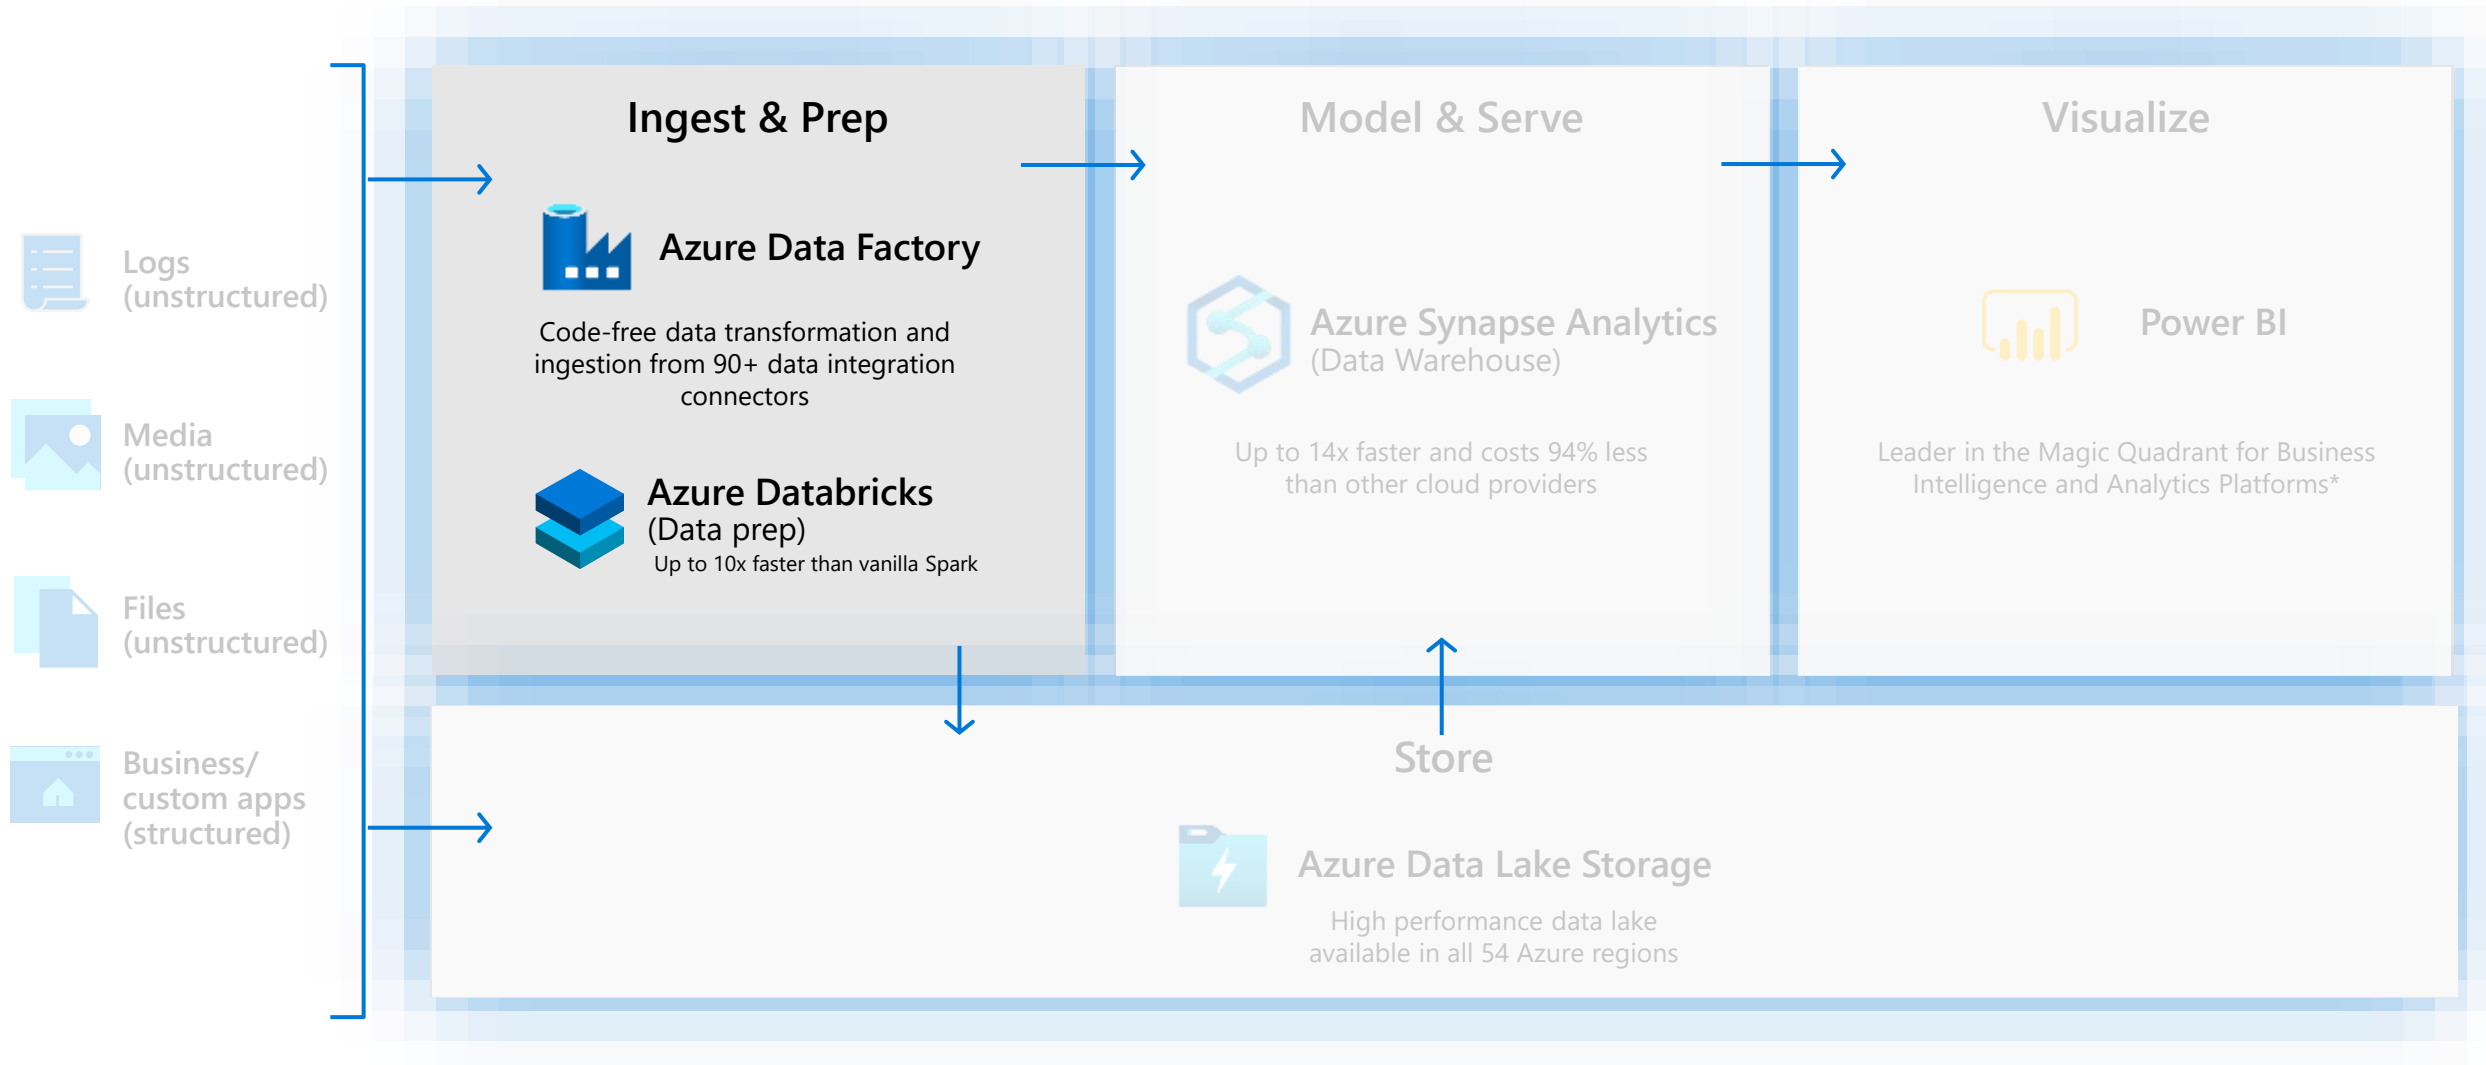 Logs
(unstructured)
Media
(unstructured)
Files
(unstructured)
Business/
custom apps
(structured)
Ingest & Prep
Azure Data Factory
Code-free data transformation and
ingestion from 90+ data integration
connectors
Azure Databricks
(Data prep)
Up to 10x faster than vanilla Spark
Model & Serve
Azure Synapse Analytics
(Data Warehouse)
Up to 14x faster and costs 94% less
than other cloud providers
Visualize
Power BI
Leader in the Magic Quadrant for Business
Intelligence and Analytics Platforms*
Store
Azure Data Lake Storage
High performance data lake
available in all 54 Azure regions